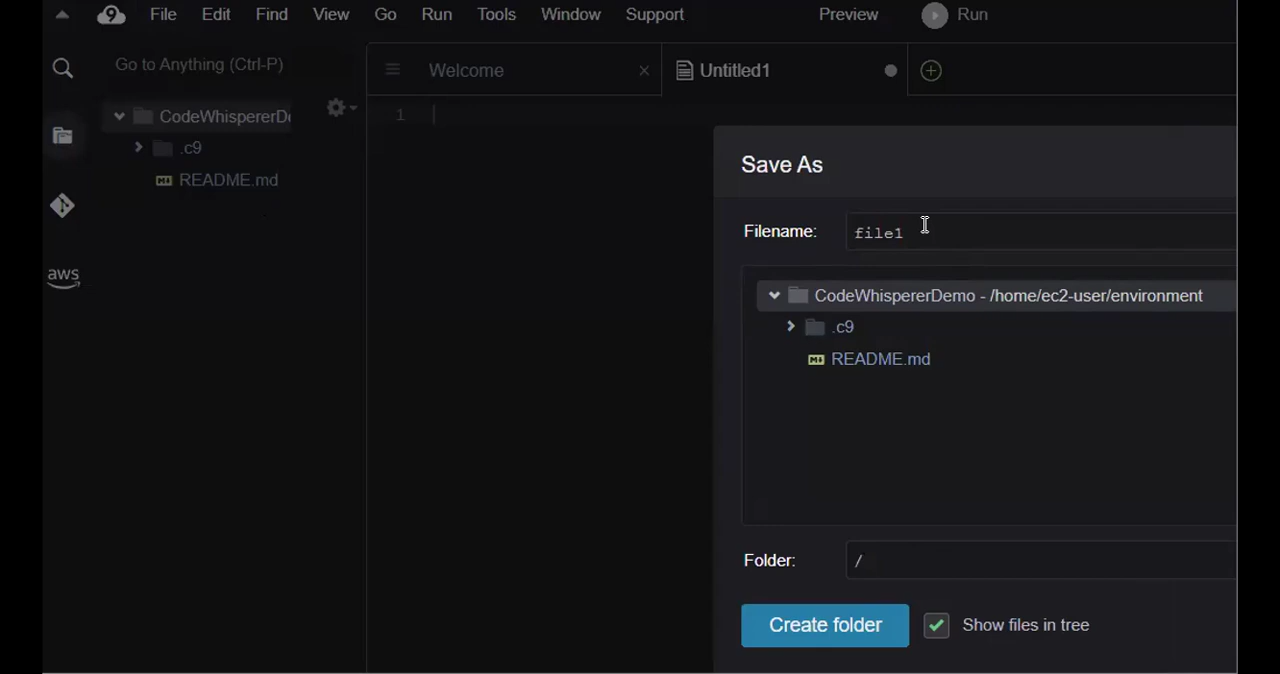 9 File Edit Find View Go Run Tools Window Support Preview Run
Go to Anything (Ctrl-P)
Welcome
Untitled1
CodeWhispererDe
.c9
README.md
aws
1
Save As
Filename: file1
CodeWhispererDemo - /home/ec2-user/environment
.c9
README.md
Folder: /
Create folder Show files in tree